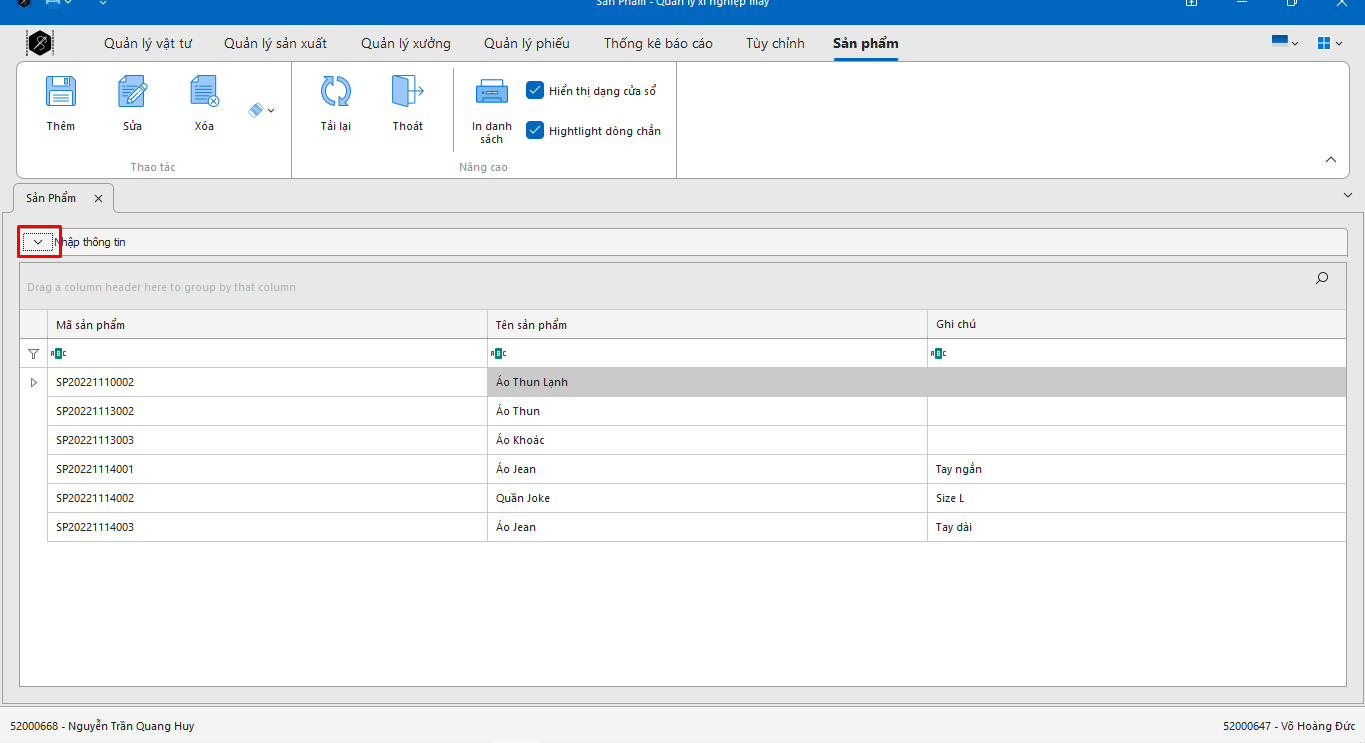 Sản Phẩm - Quản lý xí nghiệp may
Quản lý vật tư Quản lý sản xuất Quản lý xưởng Quản lý phiếu Thống kê báo cáo Tùy chỉnh Sản phẩm
Thêm Sửa Xóa Tải lại Thoát In danh sách
Hiển thị dạng cửa sổ
Hightlight dòng chẵn
Thao tác Nâng cao
Sản Phẩm
Nhập thông tin
Drag a column header here to group by that column
Mã sản phẩm Tên sản phẩm Ghi chú
ABC ABC ABC
SP20221110002 Áo Thun Lạnh
SP20221113002 Áo Thun
SP20221113003 Áo Khoác
SP20221114001 Áo Jean Tay ngắn
SP20221114002 Quần Joke Size L
SP20221114003 Áo Jean Tay dài
52000668 - Nguyễn Trần Quang Huy 52000647 - Võ Hoàng Đức